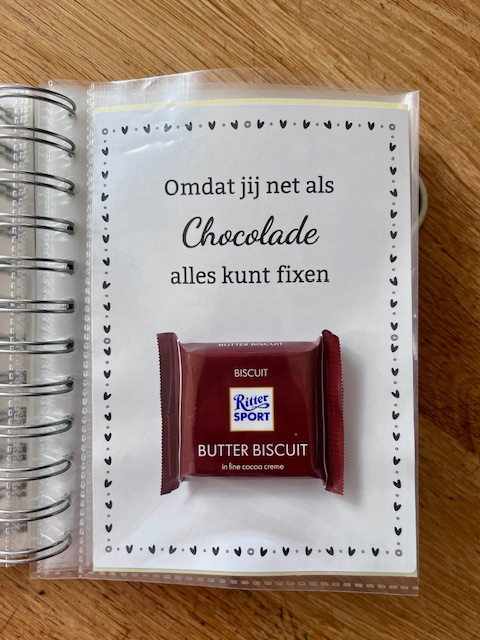 Omdat jij net als
Chocolade
alles kunt fixen
BUTTER BISCUIT
BISCUIT
Ritter
SPORT
BUTTER BISCUIT
in fine cocoa creme